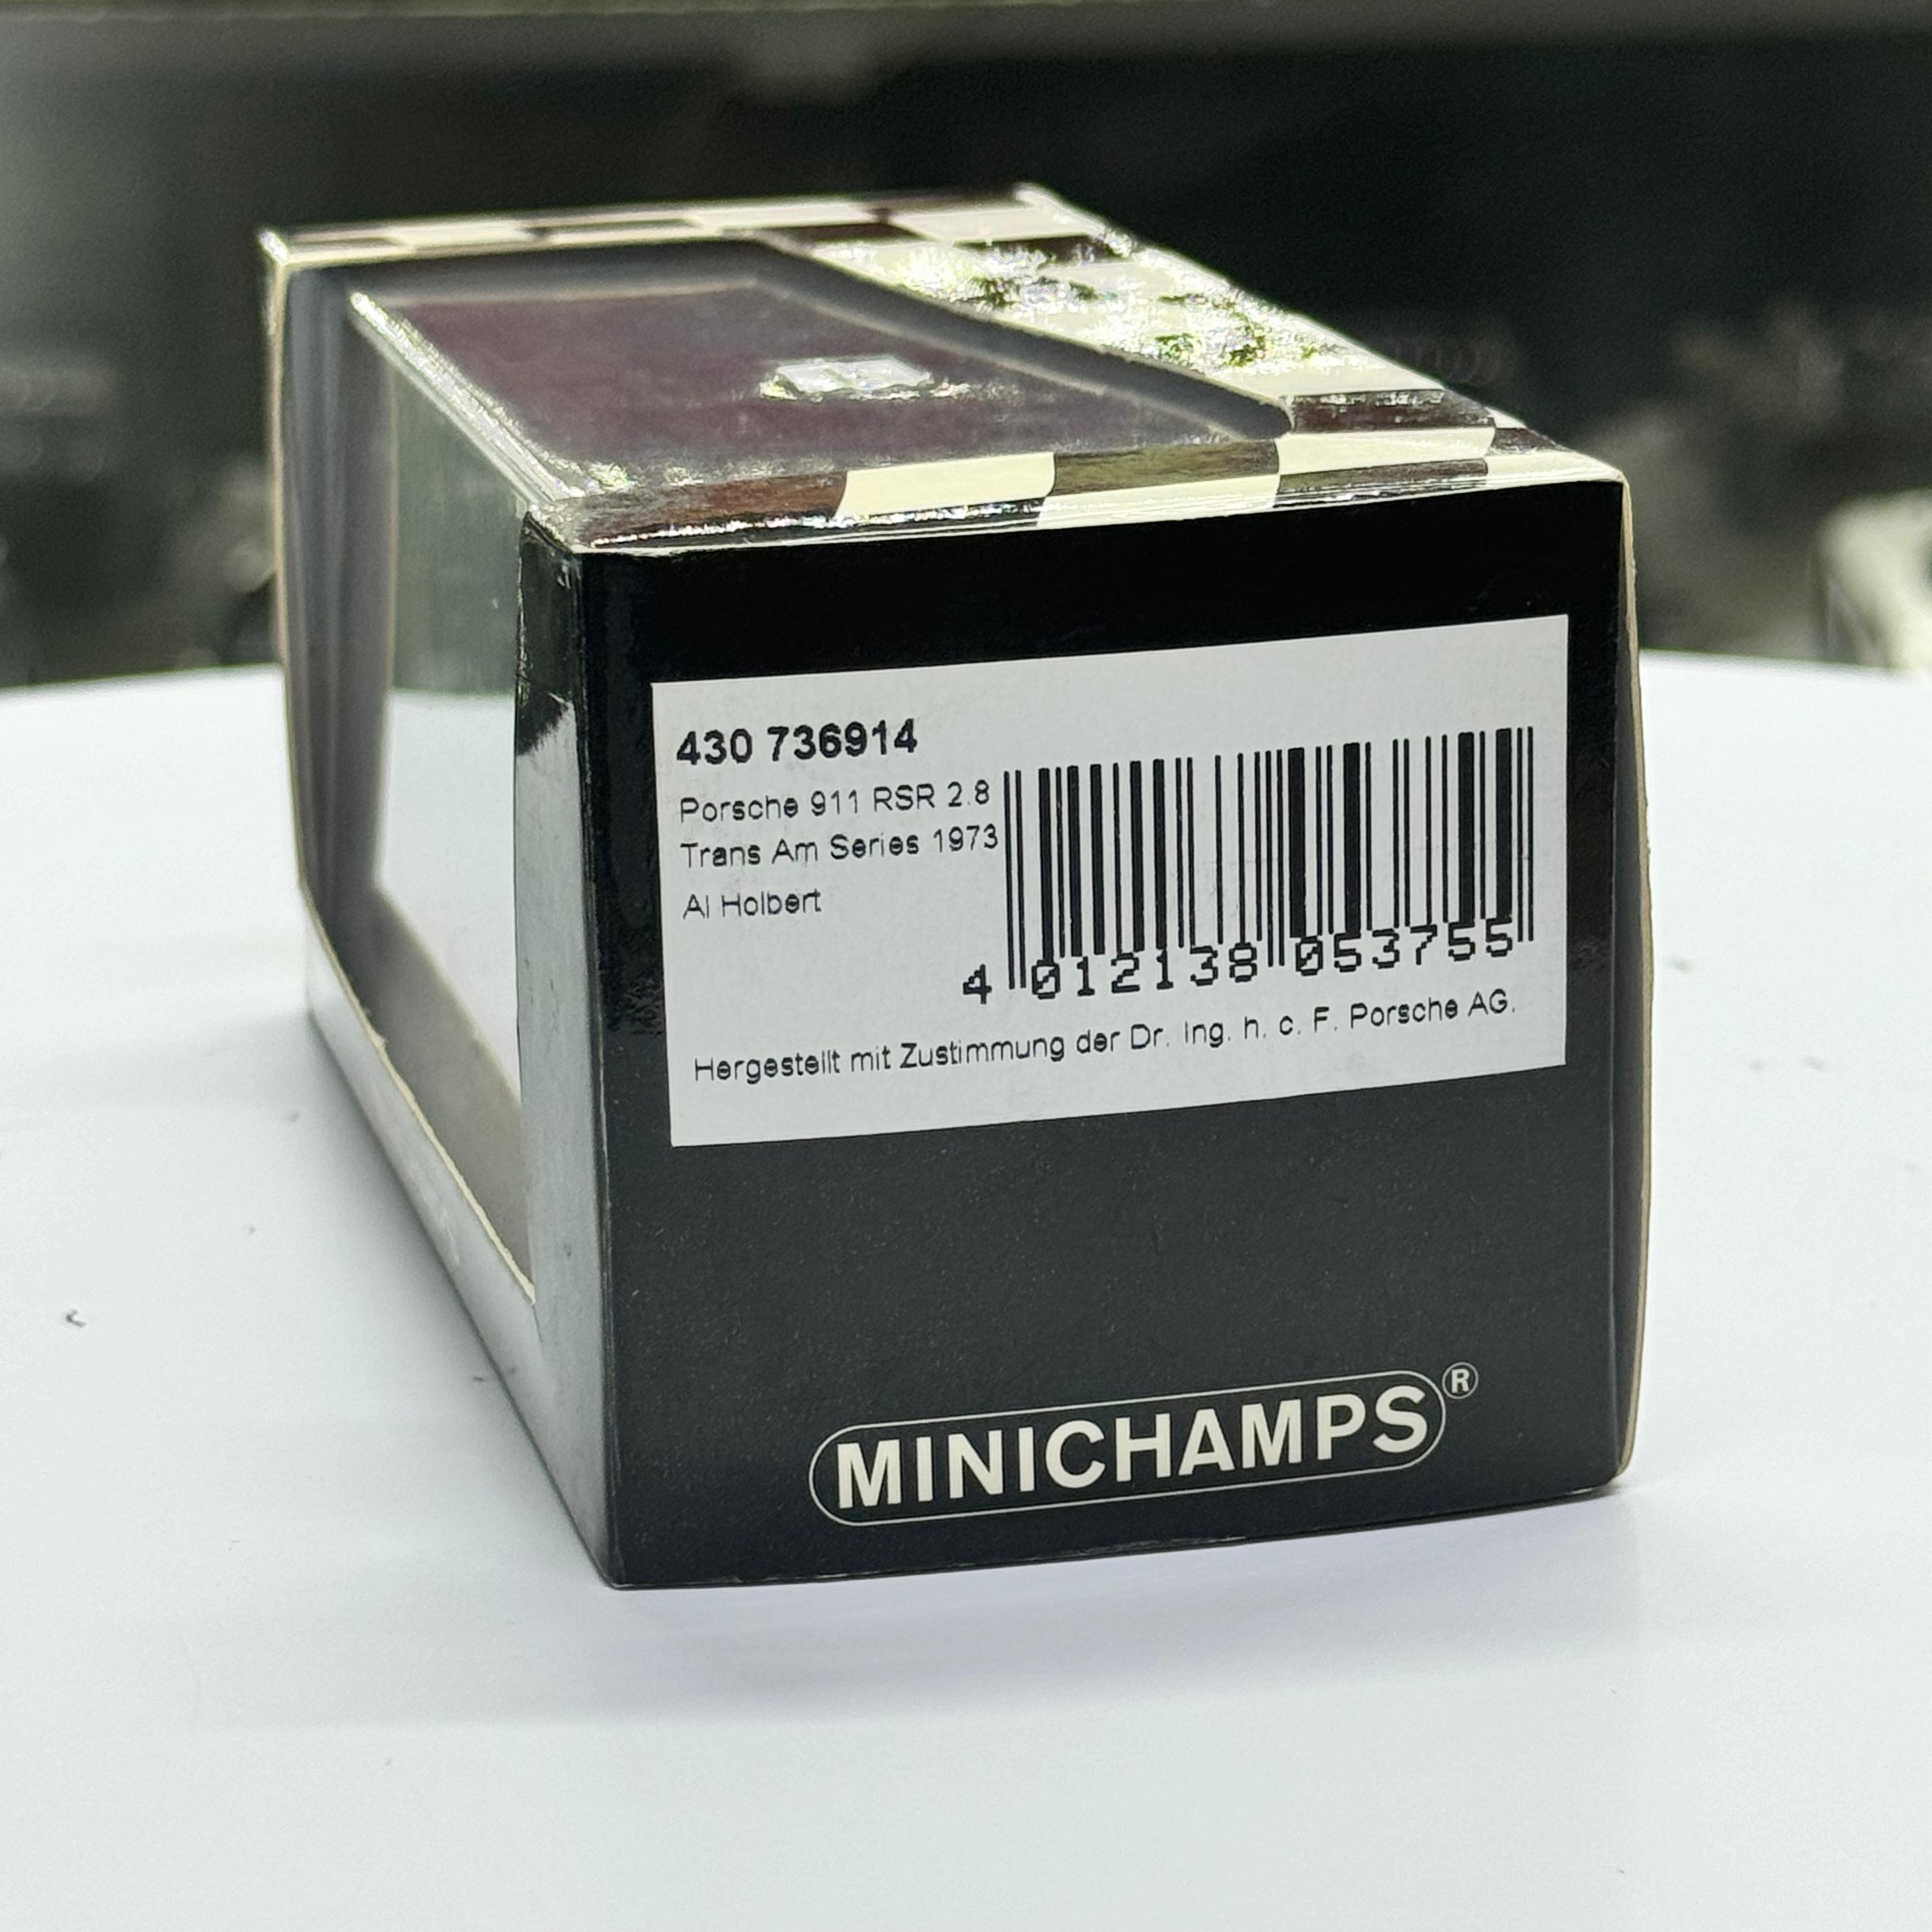 430 736914
Porsche 911 RSR 2.8
Trans Am Series 1973
Al Holbert
4 012138 053755
Hergestellt mit Zustimmung der Dr. Ing. h. c. F. Porsche AG.
MINICHAMPS®